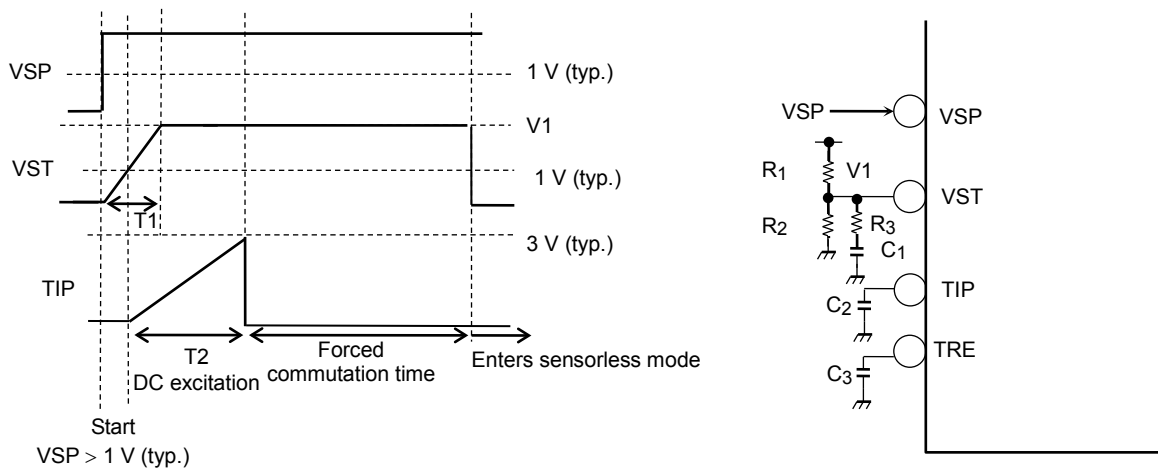 VSP
1 V (typ.)
V1
VST
1 V (typ.)
T1
3 V (typ.)
TIP
T2
DC excitation
Forced
commutation time
Enters sensorless mode
Start
VSP > 1 V (typ.)
VSP
VSP
R1
V1
VST
R2
R3
C1
TIP
C2
TRE
C3